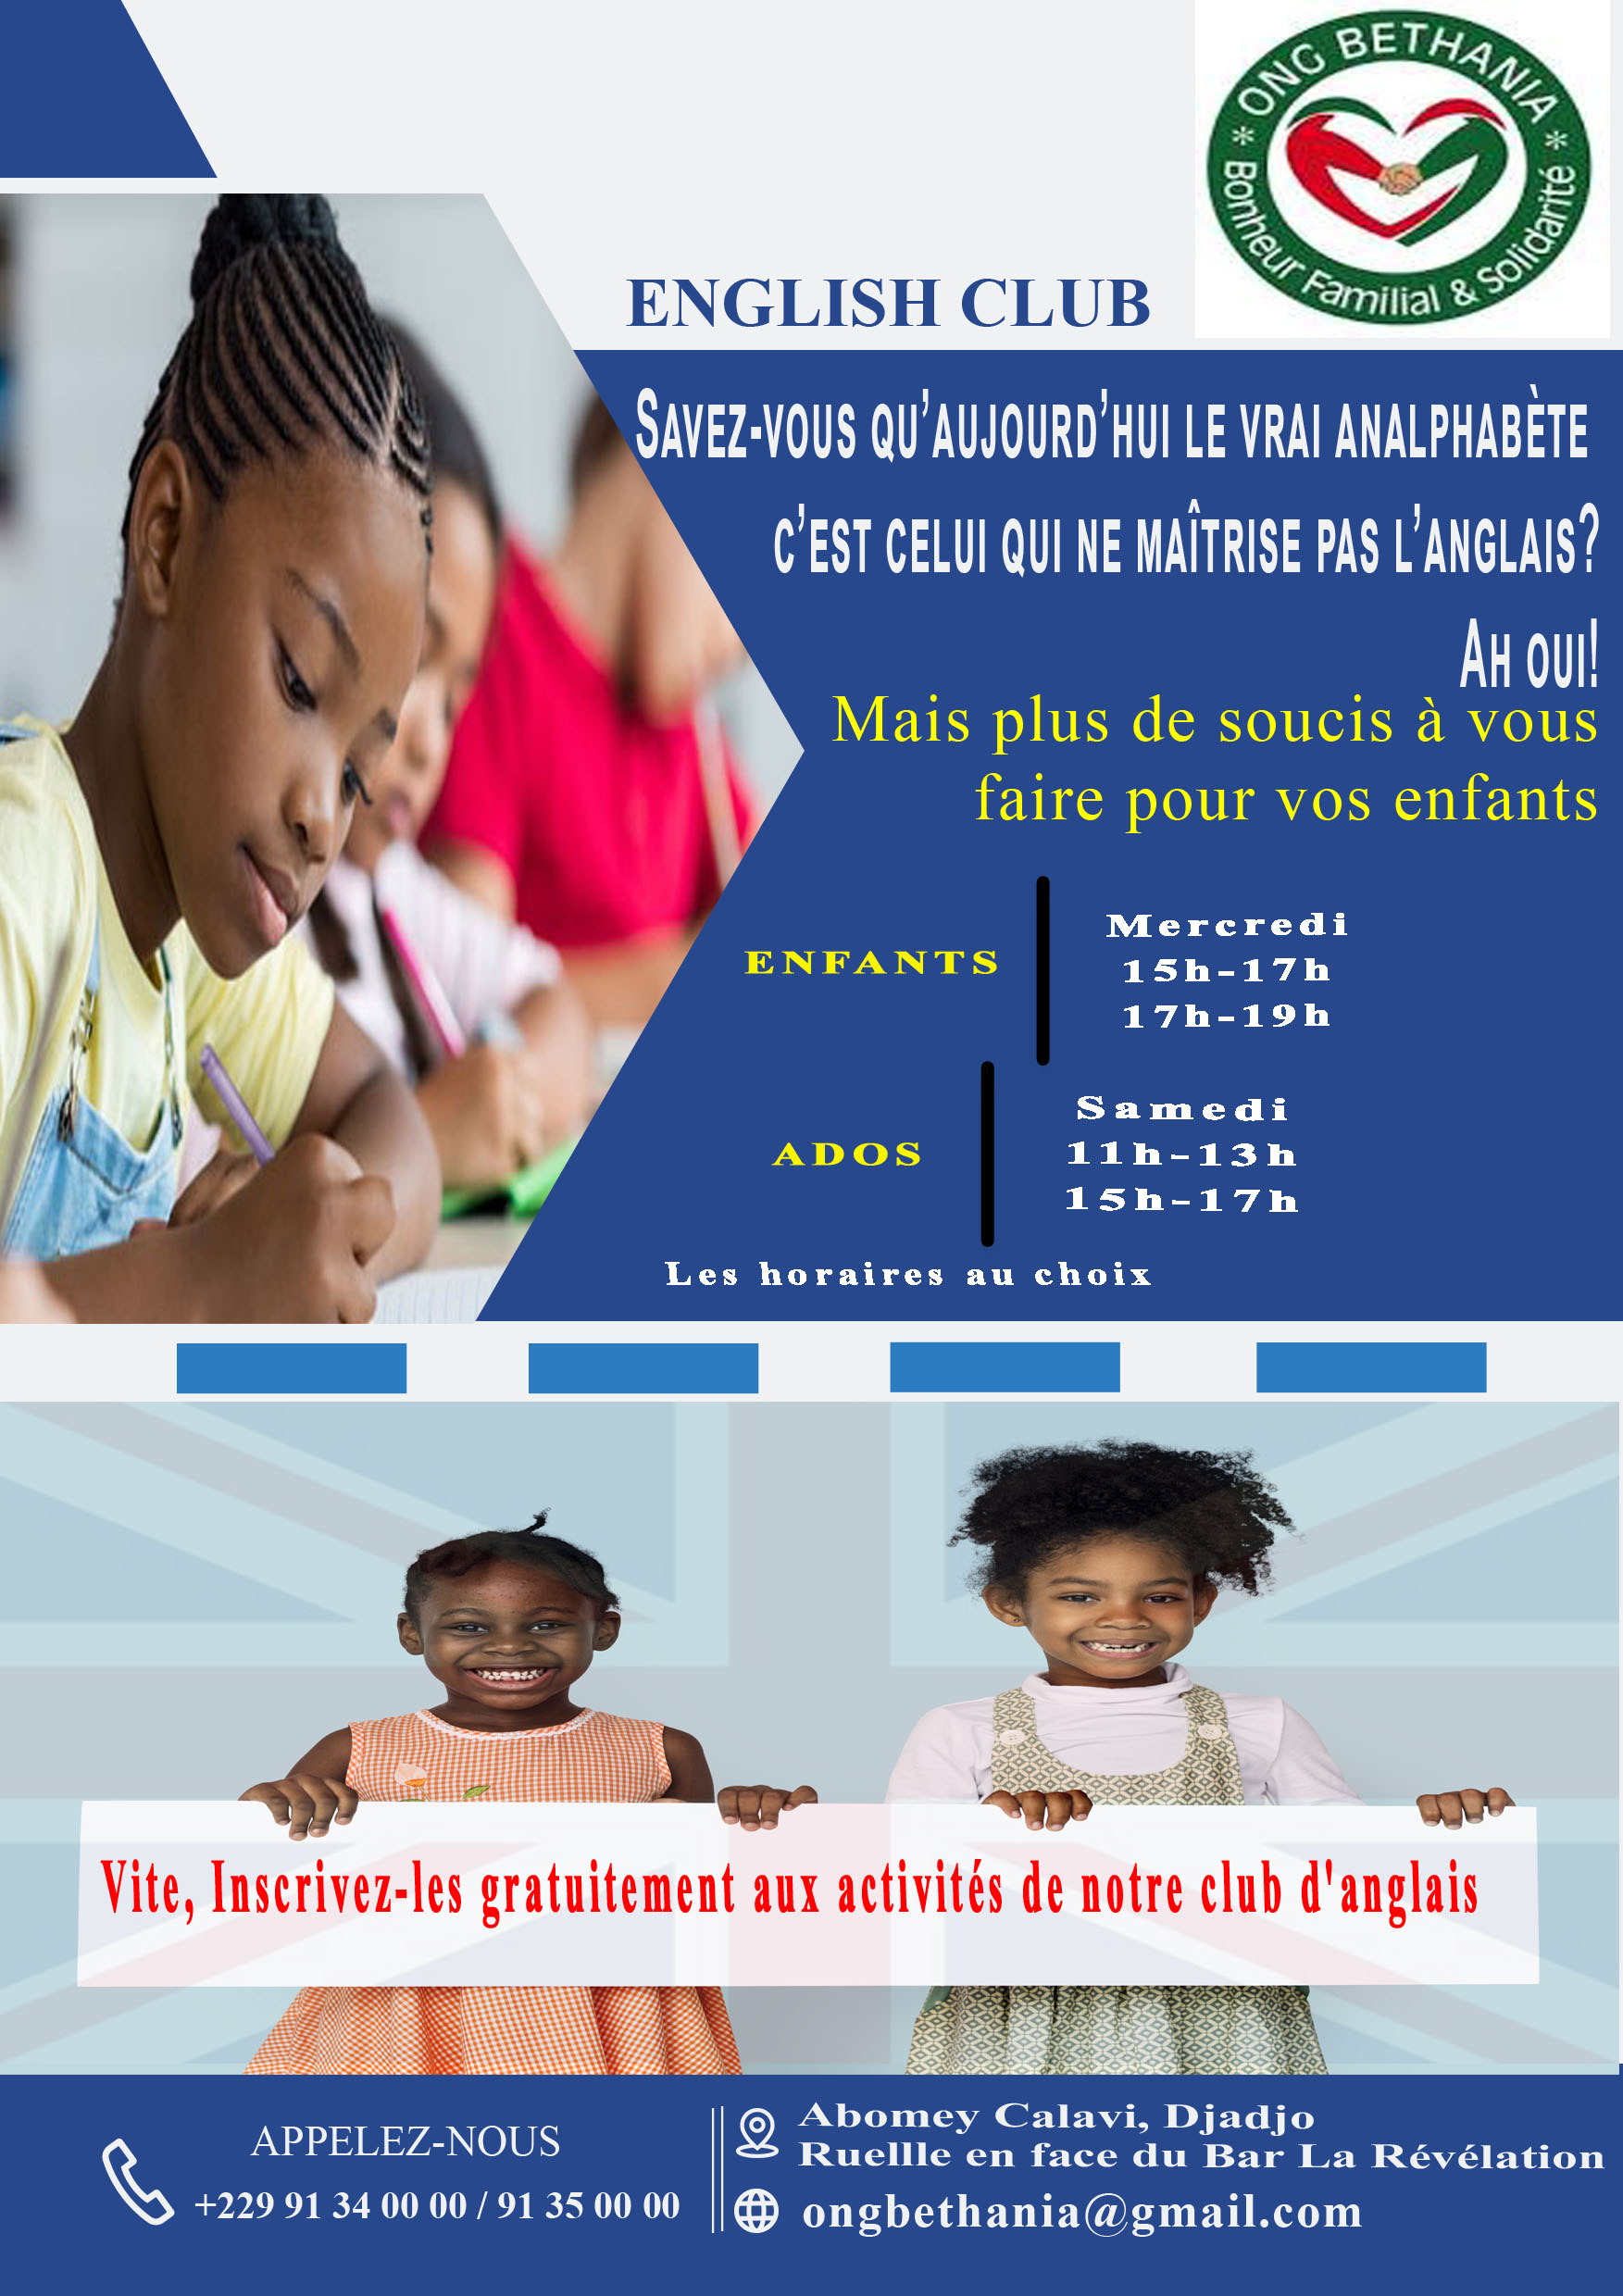 ONG BETHANIA
* Bonheur Familial & Solidarité *
ENGLISH CLUB
SAVEZ-VOUS QU'AUJOURD'HUI LE VRAI ANALPHABÈTE
C'EST CELUI QUI NE MAÎTRISE PAS L'ANGLAIS?
AH OUI!
Mais plus de soucis à vous
faire pour vos enfants
ENFANTS
Mercredi
15h-17h
17h-19h
ADOS
Samedi
11h-13h
15h-17h
Les horaires au choix
Vite, Inscrivez-les gratuitement aux activités de notre club d'anglais
APPELEZ-NOUS
+229 91 34 00 00 / 91 35 00 00
Abomey Calavi, Djadjo
Ruellle en face du Bar La Révélation
ongbethania@gmail.com